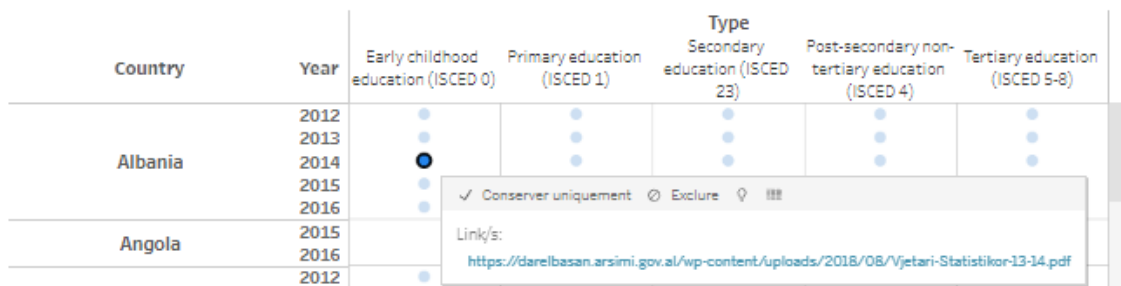 Type
Country Year Early childhood education (ISCED 0) Primary education (ISCED 1) Secondary education (ISCED 23) Post-secondary non-tertiary education (ISCED 4) Tertiary education (ISCED 5-8)
2012
2013
Albania 2014
2015
2016
✓ Conserver uniquement Exclure
Link/s:
https://darelbasan.arsimi.gov.al/wp-content/uploads/2018/08/Vjetari-Statistikor-13-14.pdf
Angola 2015
2016
2012